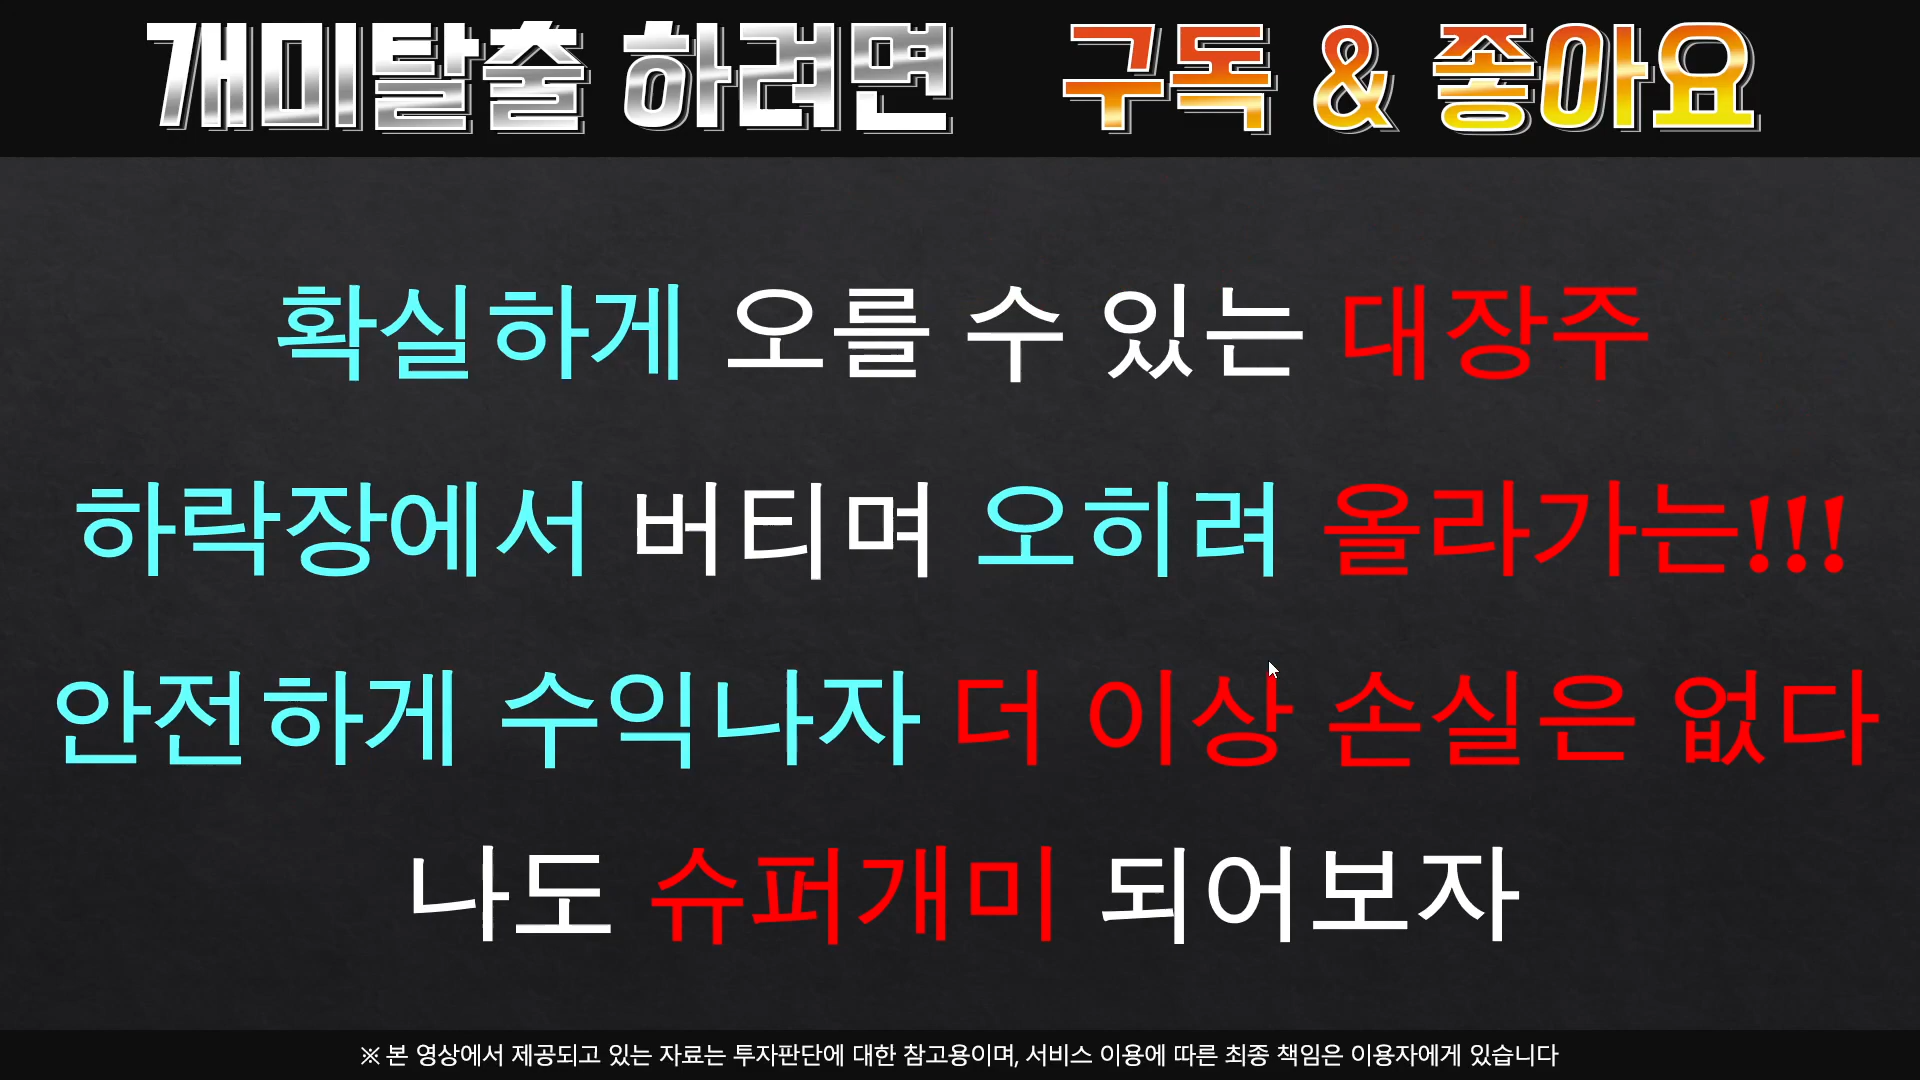 개미탈출 하려면 구독 & 좋아요
확실하게 오를 수 있는 대장주
하락장에서 버티며 오히려 올라가는!!!
안전하게 수익나자 더 이상 손실은 없다
나도 슈퍼개미 되어보자
※ 본 영상에서 제공되고 있는 자료는 투자판단에 대한 참고용이며, 서비스 이용에 따른 최종 책임은 이용자에게 있습니다